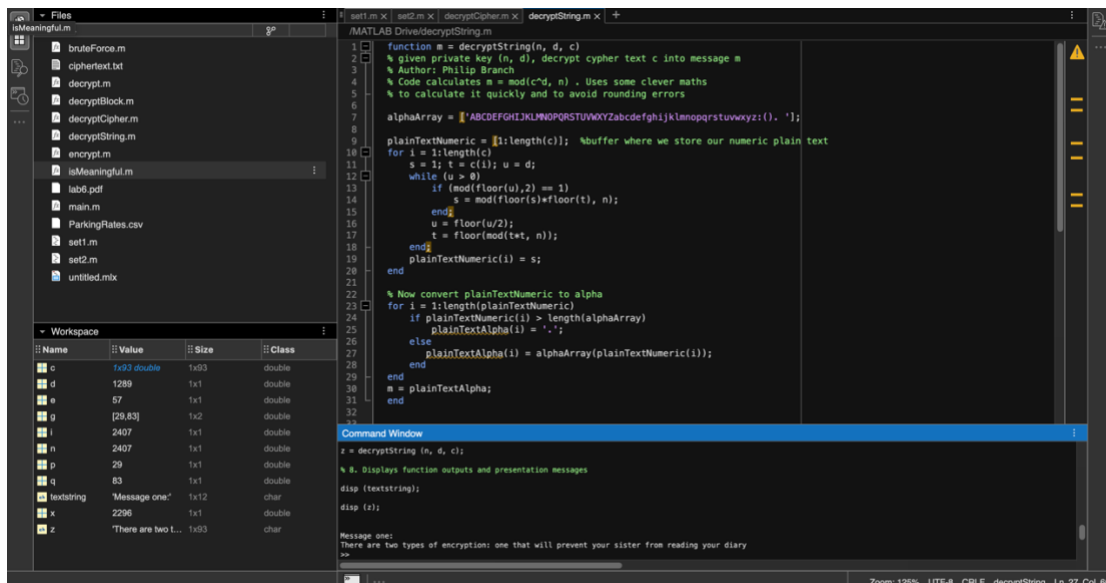 Files
isMeaningful.m
bruteForce.m
ciphertext.txt
decrypt.m
decryptBlock.m
decryptCipher.m
decryptString.m
encrypt.m
isMeaningful.m
lab6.pdf
main.m
ParkingRates.csv
set1.m
set2.m
untitled.mlx
Workspace
Name Value Size Class
c 1x93 double 1x93 double
d 1289 1x1 double
e 57 1x1 double
g [29,83] 1x2 double
i 2407 1x1 double
n 2407 1x1 double
p 29 1x1 double
q 83 1x1 double
textstring 'Message one:' 1x12 char
x 2296 1x1 double
z 'There are two t... 1x93 char
set1.m x set2.m x decryptCipher.m x decryptString.m x +
/MATLAB Drive/decryptString.m
1 function m = decryptString(n, d, c)
2 % given private key (n, d), decrypt cypher text c into message m
3 % Author: Philip Branch
4 % Code calculates m = mod(c^d, n) . Uses some clever maths
5 % to calculate it quickly and to avoid rounding errors
6
7 alphaArray = ['ABCDEFGHIJKLMNOPQRSTUVWXYZabcdefghijklmnopqrstuvwxyz:(). '];
8
9 plainTextNumeric = [1:length(c)]; %buffer where we store our numeric plain text
10 for i = 1:length(c)
11 s = 1; t = c(i); u = d;
12 while (u > 0)
13 if (mod(floor(u),2) == 1)
14 s = mod(floor(s)*floor(t), n);
15 end;
16 u = floor(u/2);
17 t = floor(mod(t*t, n));
18 end;
19 plainTextNumeric(i) = s;
20 end
21
22 % Now convert plainTextNumeric to alpha
23 for i = 1:length(plainTextNumeric)
24 if plainTextNumeric(i) > length(alphaArray)
25 plainTextAlpha(i) = '.';
26 else
27 plainTextAlpha(i) = alphaArray(plainTextNumeric(i));
28 end
29 end
30 m = plainTextAlpha;
31 end
32
Command Window
z = decryptString (n, d, c);
% 8. Displays function outputs and presentation messages
disp (textstring);
disp (z);
Message one:
There are two types of encryption: one that will prevent your sister from reading your diary
>>
Zoom: 125% UTF-8 CRLF decryptString Ln 27 Col